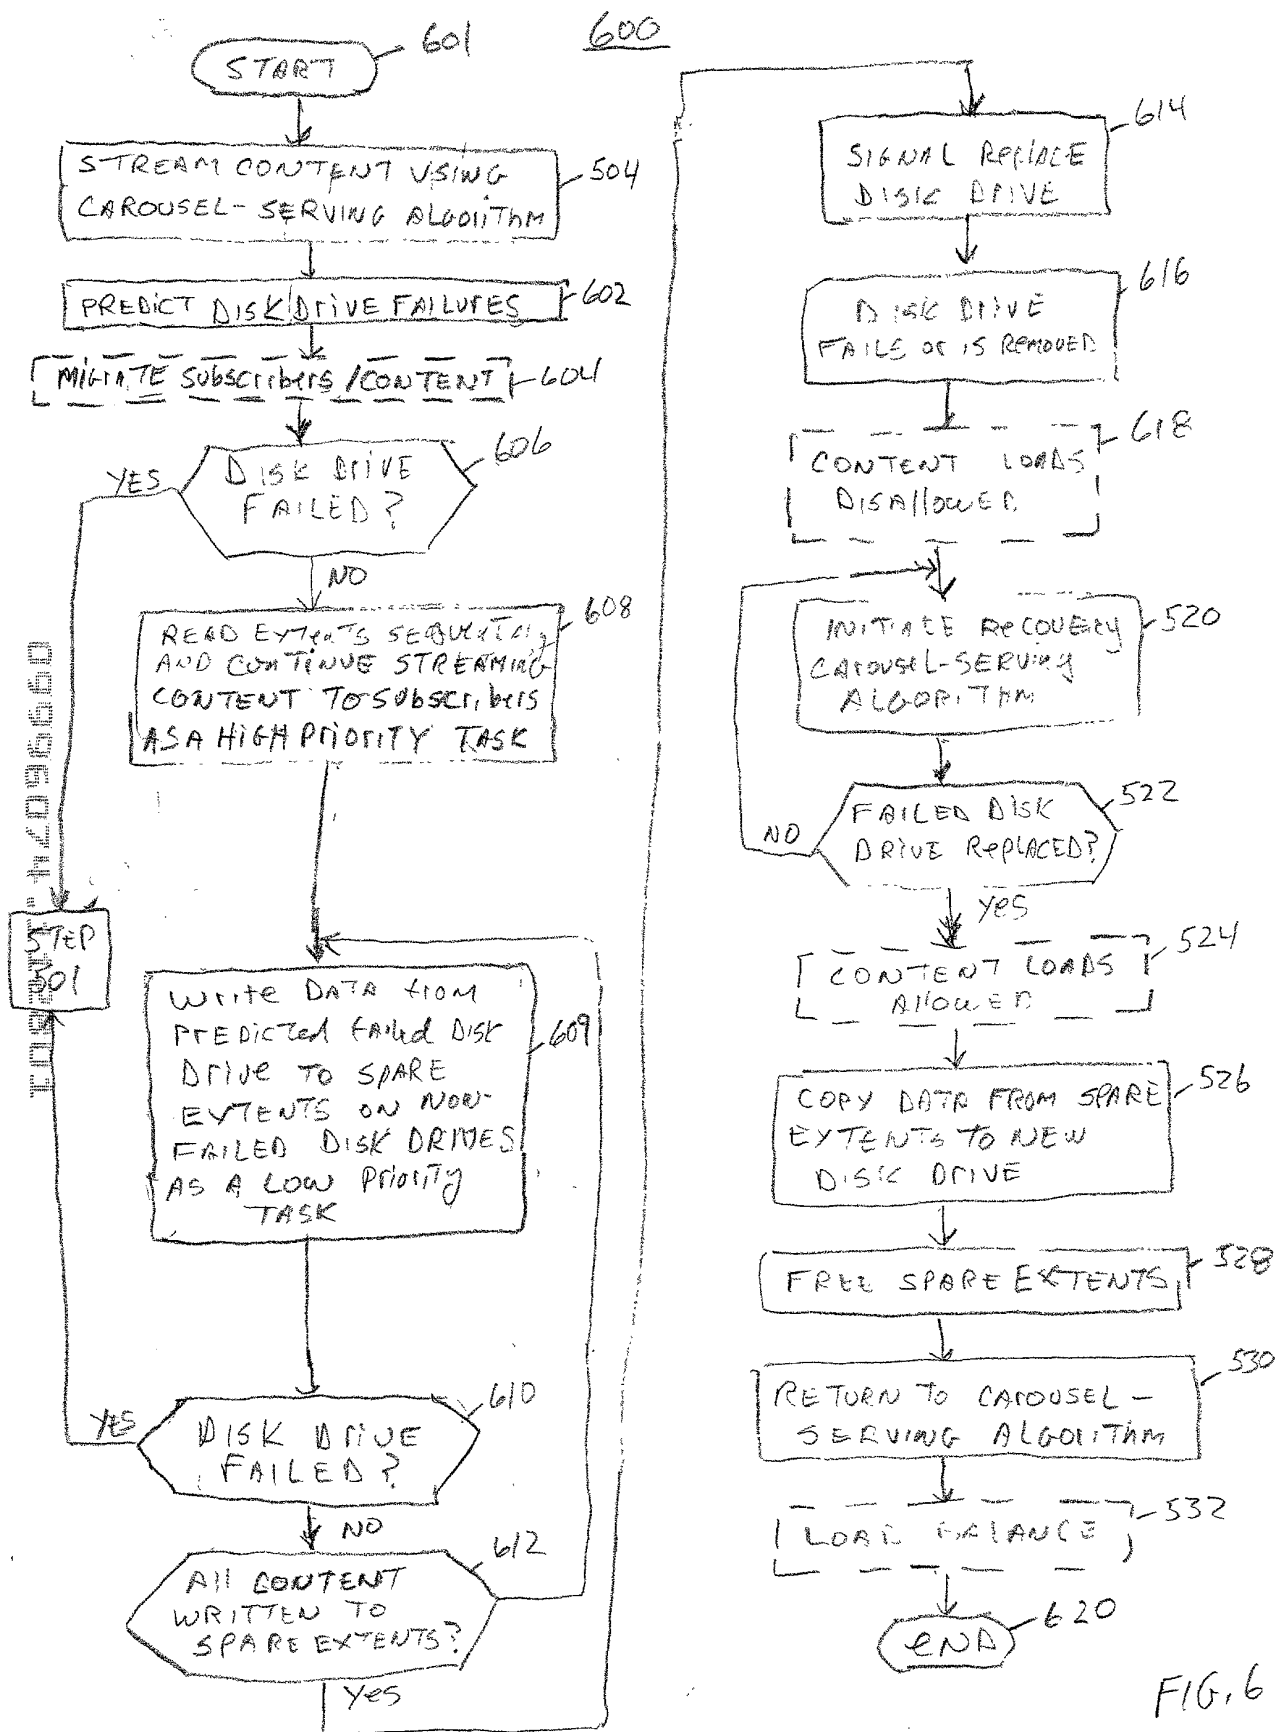 600
START
601
STREAM CONTENT USING
CAROUSEL-SERVING ALGORITHM
504
PREDICT DISK DRIVE FAILURES
602
MIGRATE SUBSCRIBERS/CONTENT
604
DISK DRIVE
FAILED?
606
YES
NO
READ EXTENTS SEQUENTIALLY
AND CONTINUE STREAMING
CONTENT TO SUBSCRIBERS
AS A HIGH PRIORITY TASK
608
STEP
501
WRITE DATA FROM
PREDICTED FAILED DISK
DRIVE TO SPARE
EXTENTS ON NON-
FAILED DISK DRIVES
AS A LOW PRIORITY
TASK
609
DISK DRIVE
FAILED?
610
YES
NO
All CONTENT
WRITTEN TO
SPARE EXTENTS?
612
Yes
SIGNAL REPLACE
DISK DRIVE
614
DISK DRIVE
FAILS OR IS REMOVED
616
CONTENT LOADS
DISALLOWED
618
INITIATE RECOVERY
CAROUSEL-SERVING
ALGORITHM
520
FAILED DISK
DRIVE REPLACED?
522
NO
Yes
CONTENT LOADS
ALLOWED
524
COPY DATA FROM SPARE
EXTENTS TO NEW
DISK DRIVE
526
FREE SPARE EXTENTS
528
RETURN TO CAROUSEL-
SERVING ALGORITHM
530
LOAD BALANCE
532
END
620
FIG. 6